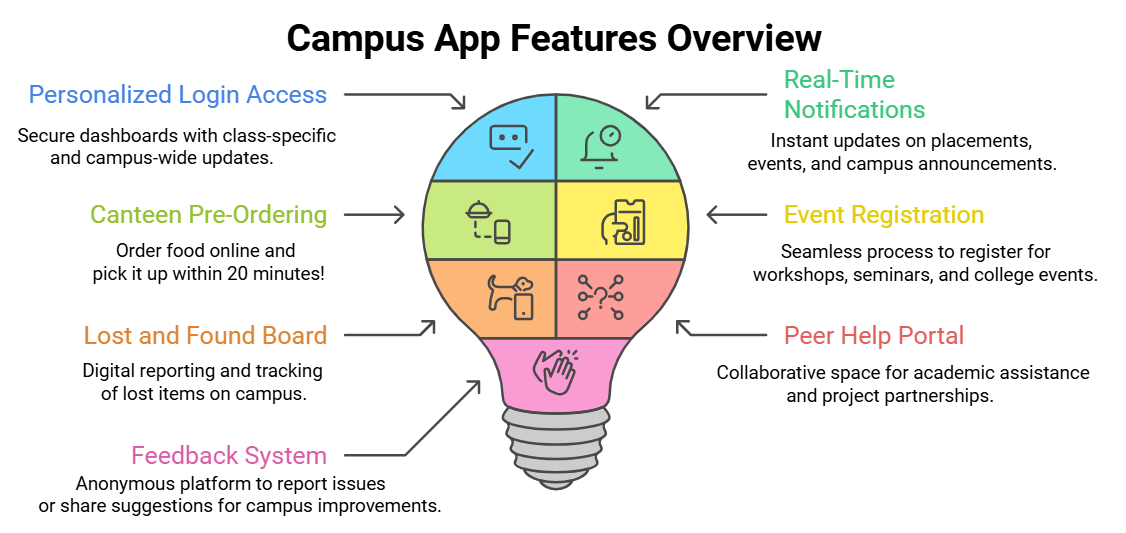 Campus App Features Overview
Personalized Login Access
Secure dashboards with class-specific
and campus-wide updates.
Canteen Pre-Ordering
Order food online and
pick it up within 20 minutes!
Lost and Found Board
Digital reporting and tracking
of lost items on campus.
Feedback System
Anonymous platform to report issues
or share suggestions for campus improvements.
Real-Time
Notifications
Instant updates on placements,
events, and campus announcements.
Event Registration
Seamless process to register for
workshops, seminars, and college events.
Peer Help Portal
Collaborative space for academic assistance
and project partnerships.